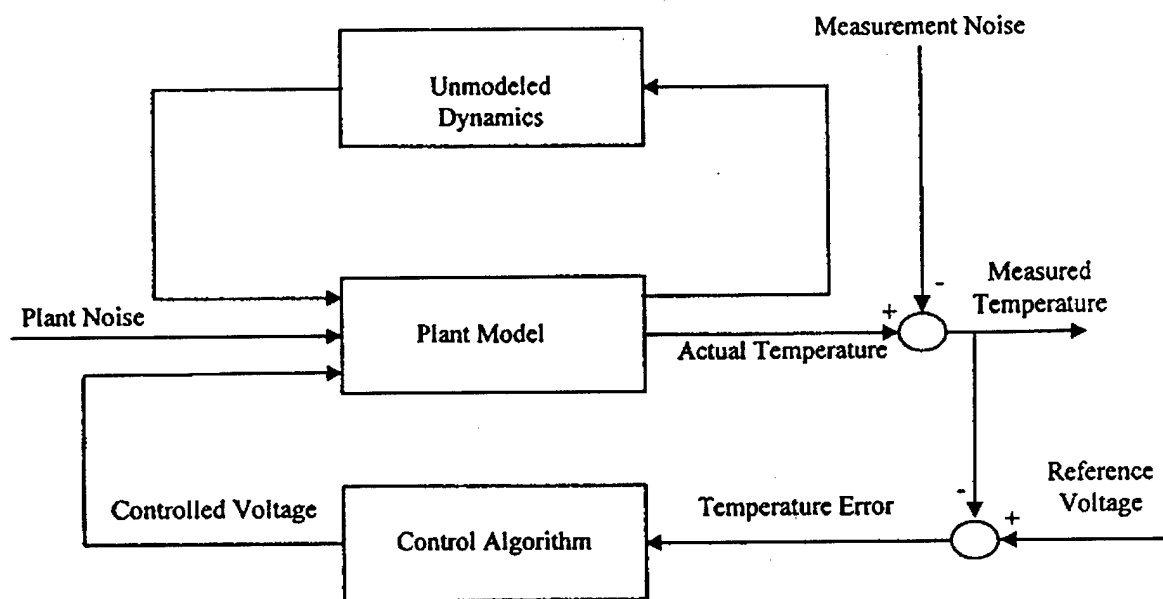 Measurement Noise
Unmodeled
Dynamics
-
Measured
Temperature
Plant Noise
+
Plant Model
Actual Temperature
Controlled Voltage
-
Reference
Voltage
Temperature Error
+
Control Algorithm